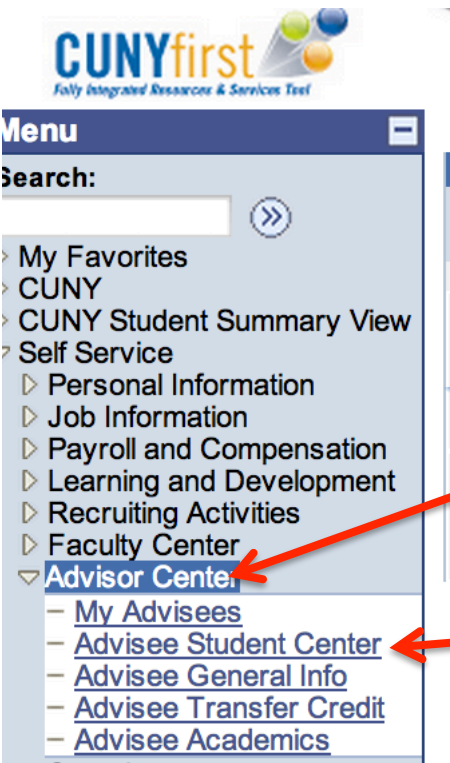 CUNYfirst
Fully Integrated Resources & Services Tool
Menu
Search:
My Favorites
CUNY
CUNY Student Summary View
Self Service
Personal Information
Job Information
Payroll and Compensation
Learning and Development
Recruiting Activities
Faculty Center
Advisor Center
My Advisees
Advisee Student Center
Advisee General Info
Advisee Transfer Credit
Advisee Academics